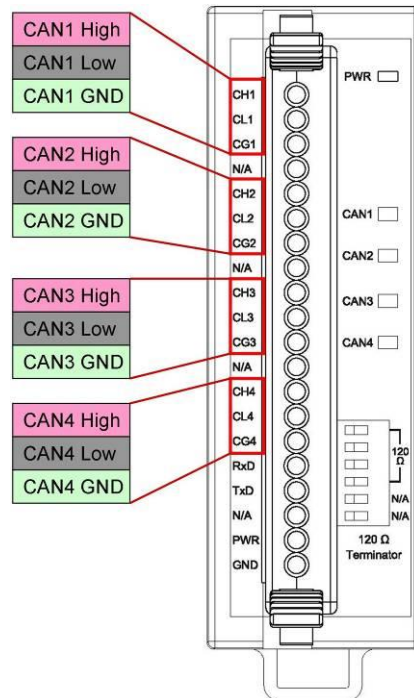 CAN1 High
CAN1 Low
CAN1 GND
CAN2 High
CAN2 Low
CAN2 GND
CAN3 High
CAN3 Low
CAN3 GND
CAN4 High
CAN4 Low
CAN4 GND
CH1
CL1
CG1
N/A
CH2
CL2
CG2
N/A
CH3
CL3
CG3
N/A
CH4
CL4
CG4
RxD
TxD
N/A
PWR
GND
PWR
CAN1
CAN2
CAN3
CAN4
120
Ω
N/A
N/A
120 Ω
Terminator